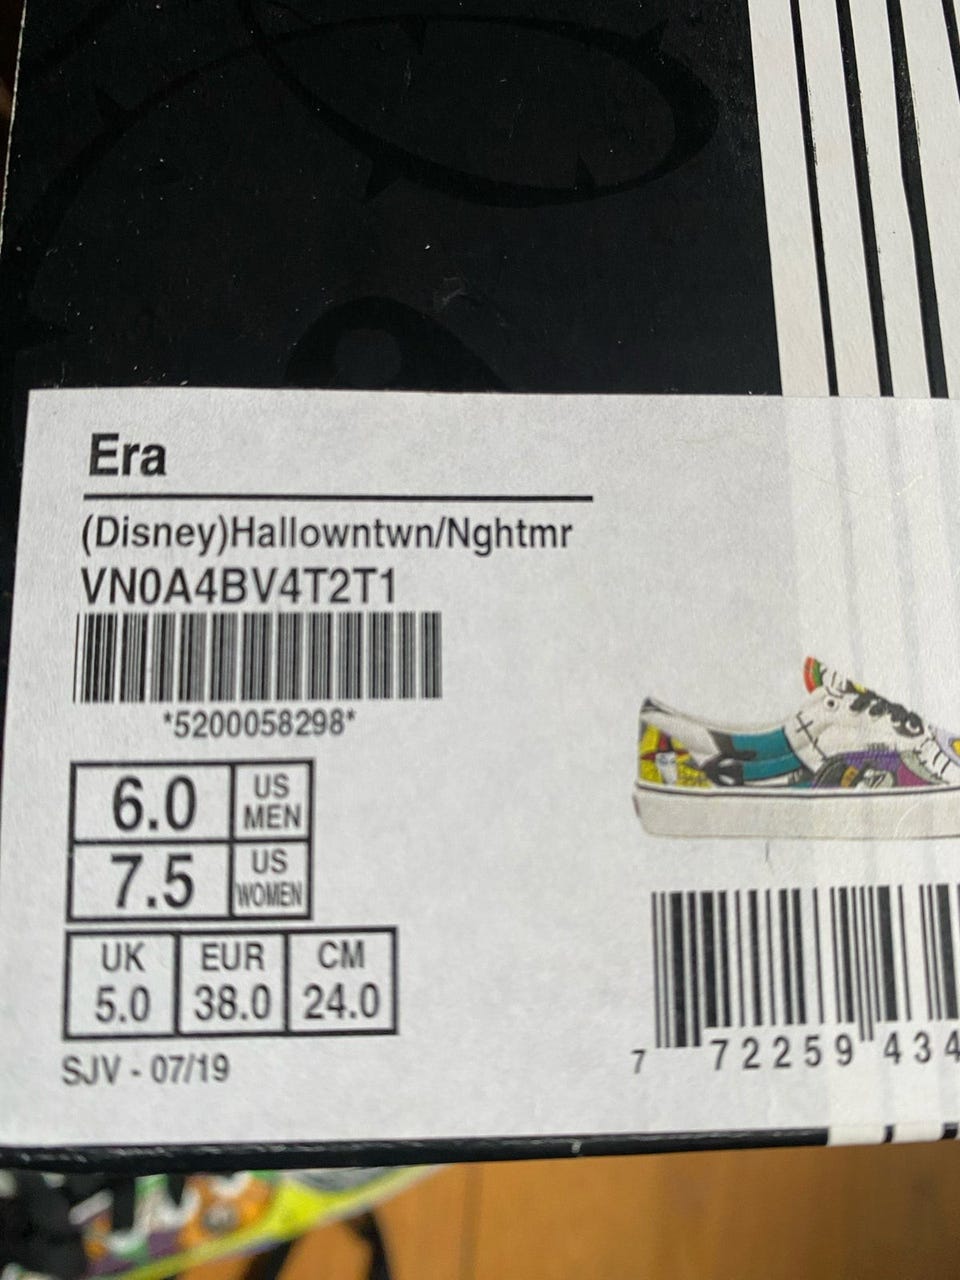 Era
(Disney)Hallowntwn/Nghtmr
VN0A4BV4T2T1
*5200058298*
6.0 US MEN
7.5 US WOMEN
UK EUR CM
5.0 38.0 24.0
SJV - 07/19
7 72259 434